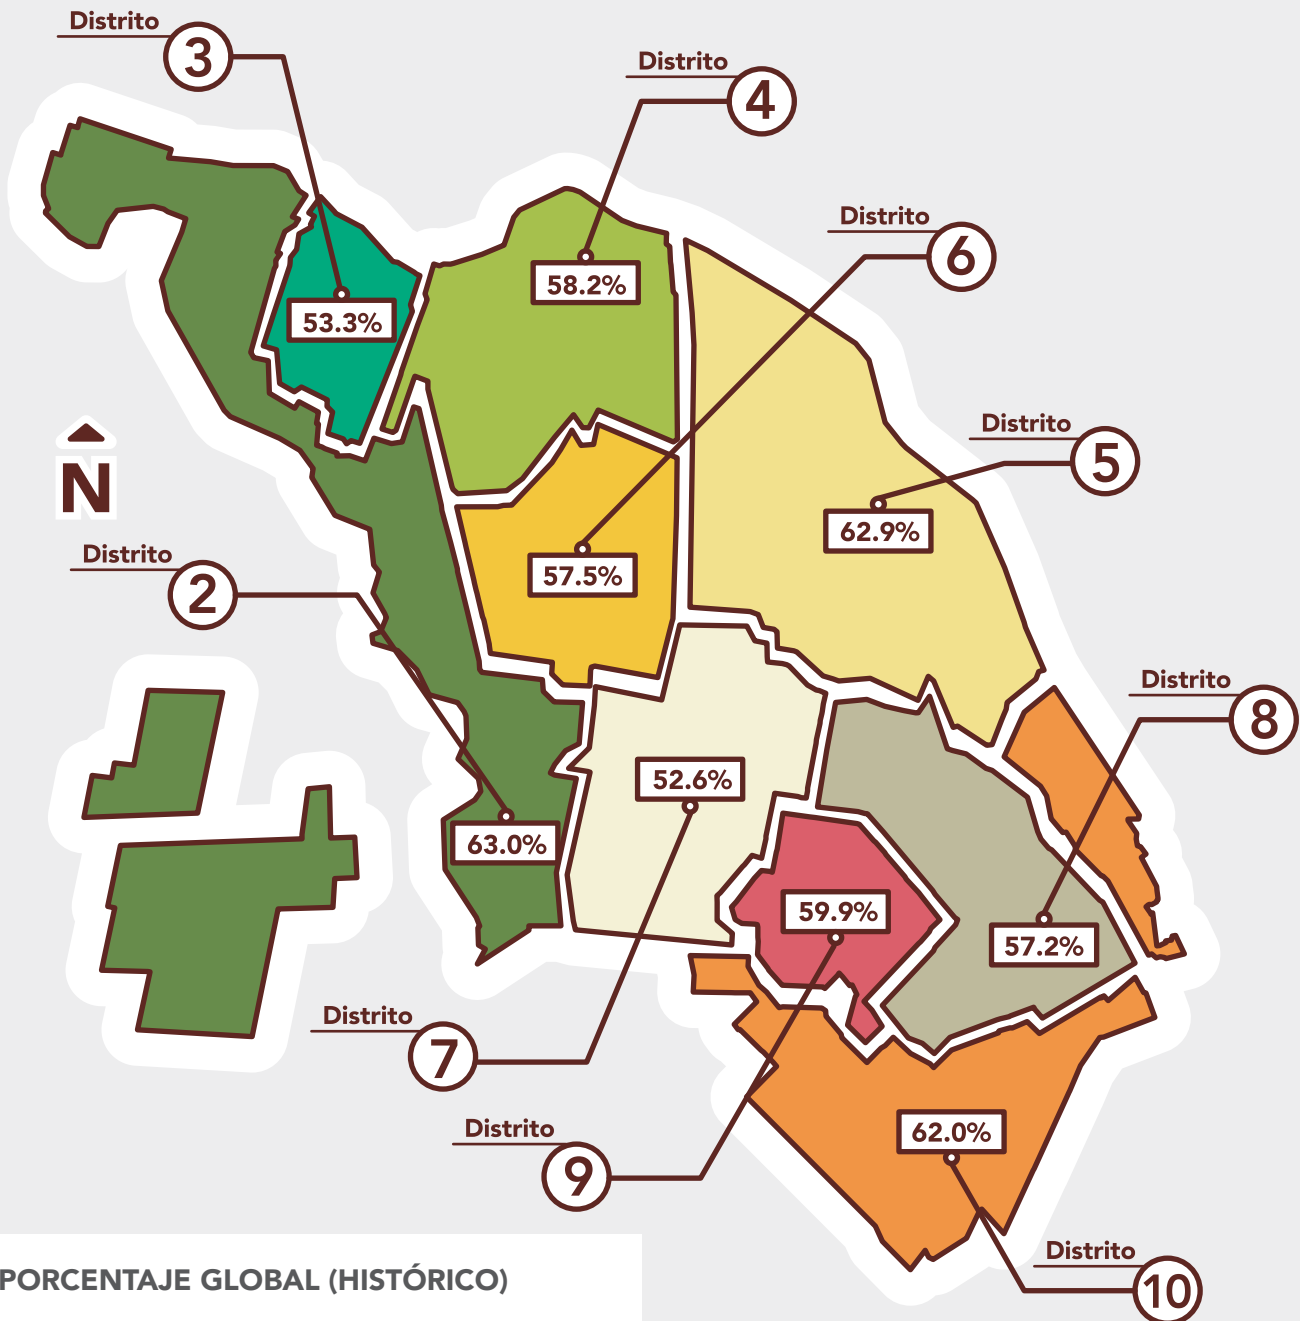 Distrito
3
Distrito
4
58.2%
Distrito
6
53.3%
Distrito
5
62.9%
N
Distrito
2
57.5%
Distrito
8
52.6%
63.0%
59.9%
57.2%
Distrito
7
Distrito
9
62.0%
Distrito
10
PORCENTAJE GLOBAL (HISTÓRICO)